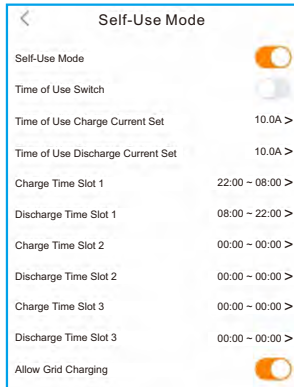 Self-Use Mode
Self-Use Mode
Time of Use Switch
Time of Use Charge Current Set 10.0A >
Time of Use Discharge Current Set 10.0A >
Charge Time Slot 1 22:00 ~ 08:00 >
Discharge Time Slot 1 08:00 ~ 22:00 >
Charge Time Slot 2 00:00 ~ 00:00 >
Discharge Time Slot 2 00:00 ~ 00:00 >
Charge Time Slot 3 00:00 ~ 00:00 >
Discharge Time Slot 3 00:00 ~ 00:00 >
Allow Grid Charging